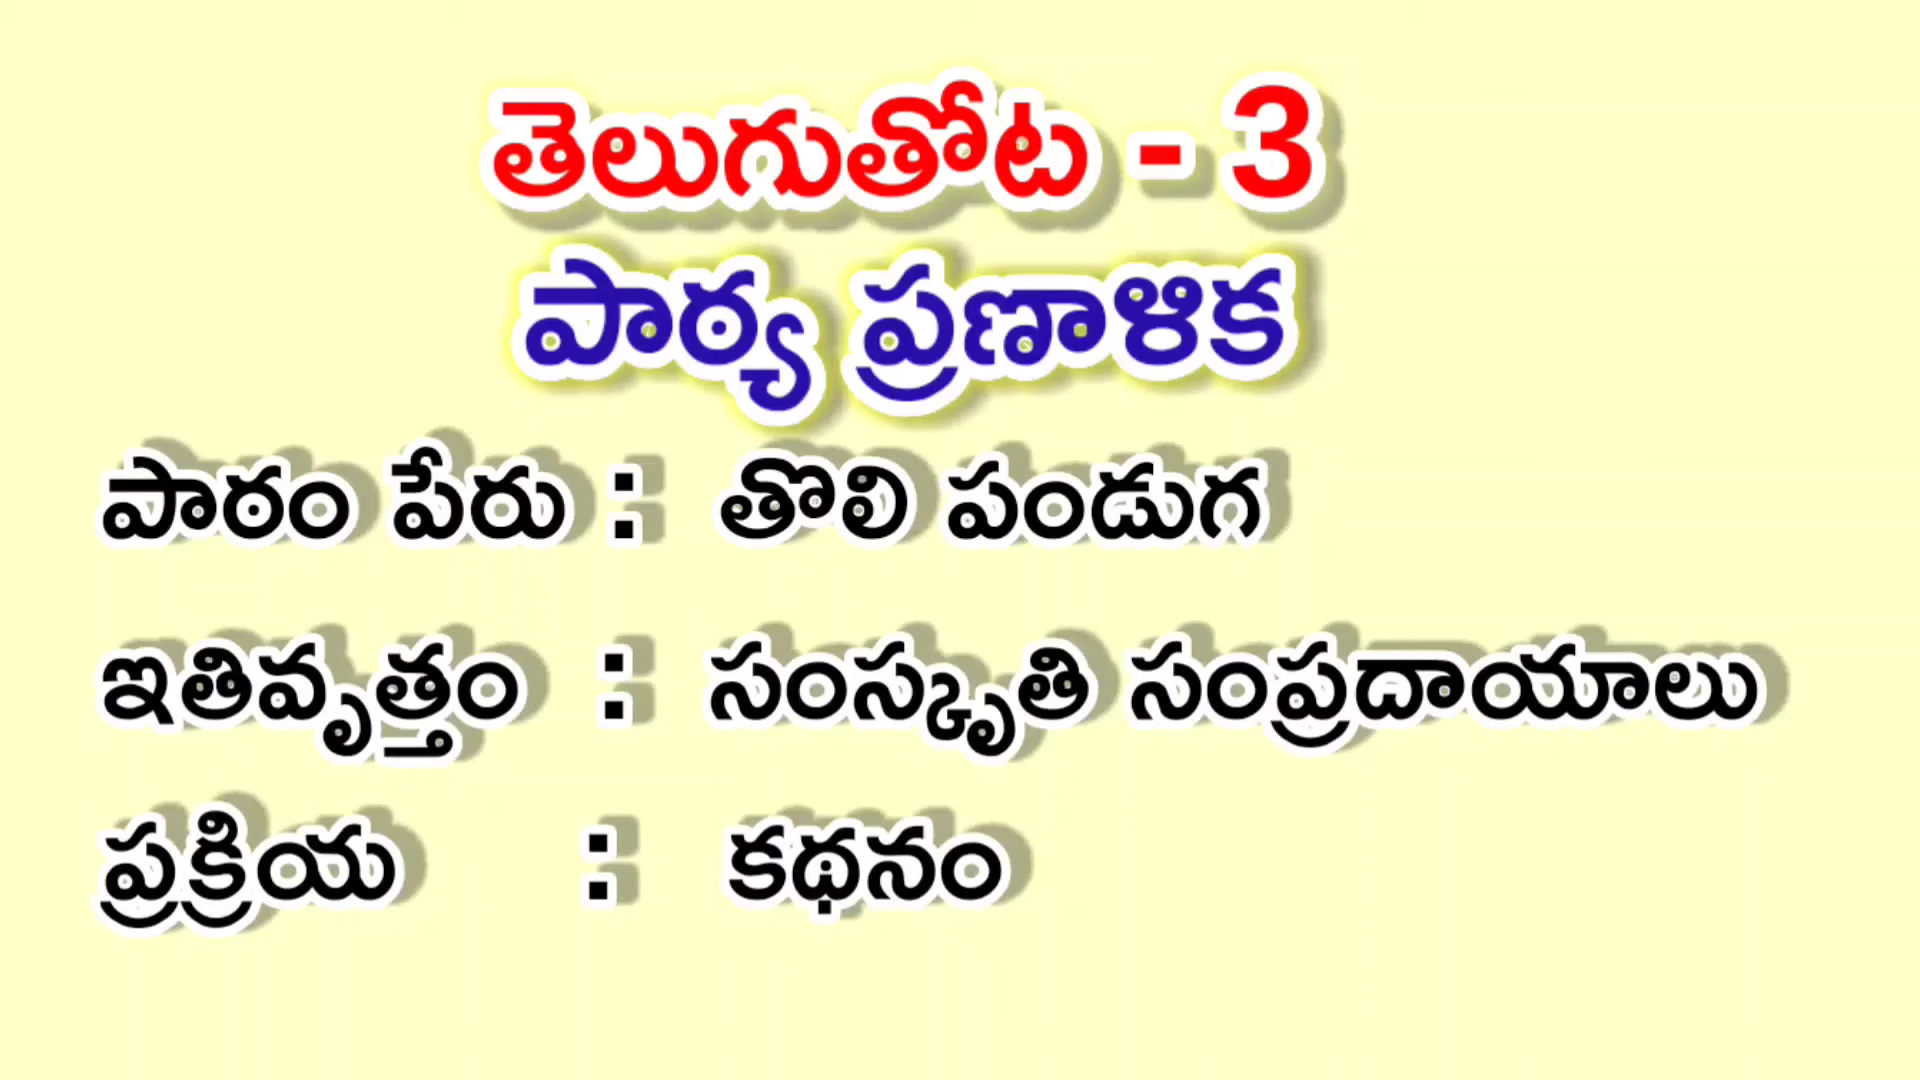 తెలుగుతోట - 3
పాఠ్య ప్రణాళిక
పాఠం పేరు : తొలి పండుగ
ఇతివృత్తం : సంస్కృతి సంప్రదాయాలు
ప్రక్రియ : కథనం